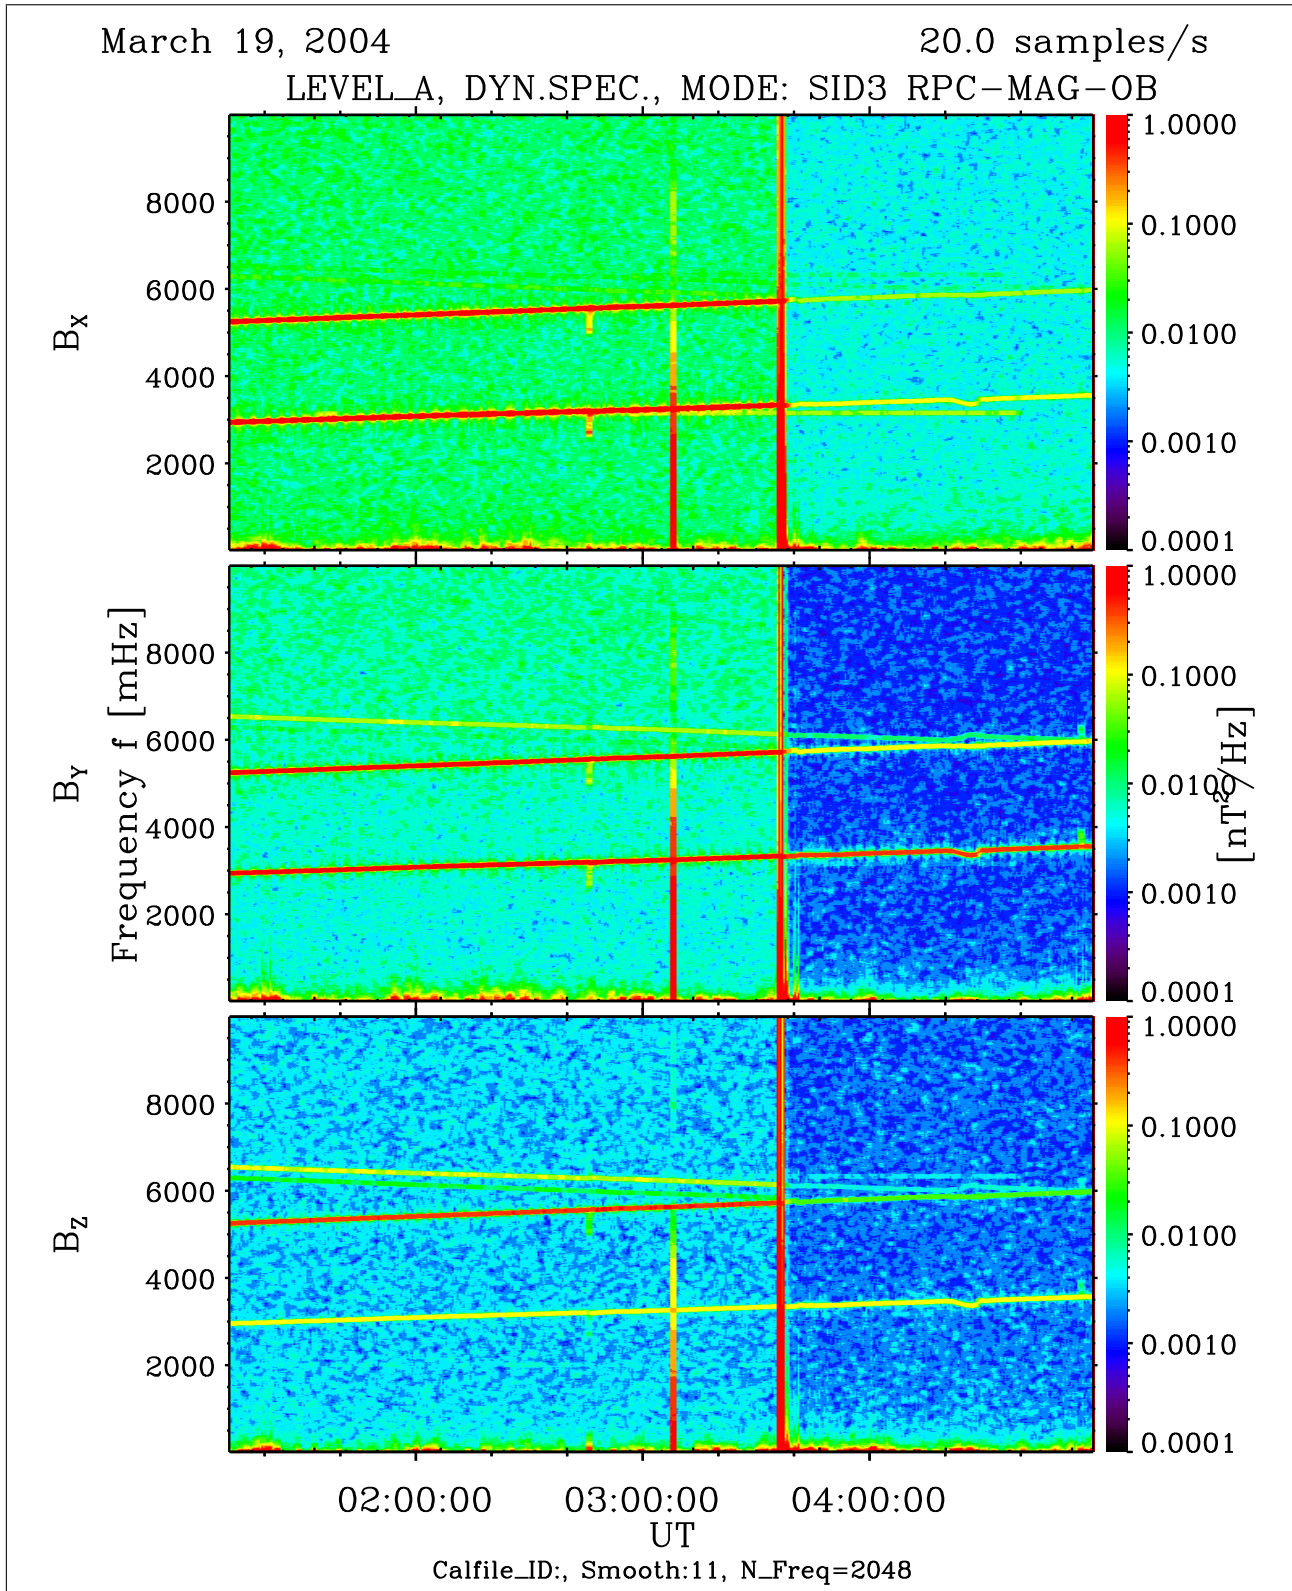 March 19, 2004 20.0 samples/s
LEVEL_A, DYN.SPEC., MODE: SID3 RPC-MAG-OB
8000
6000
4000
2000
B_X
1.0000
0.1000
0.0100
0.0010
0.0001
8000
6000
4000
2000
B_Y
Frequency f [mHz]
1.0000
0.1000
0.0100
0.0010
0.0001
[nT²/Hz]
8000
6000
4000
2000
B_Z
1.0000
0.1000
0.0100
0.0010
0.0001
02:00:00 03:00:00 04:00:00
UT
Calfile_ID:, Smooth:11, N_Freq=2048